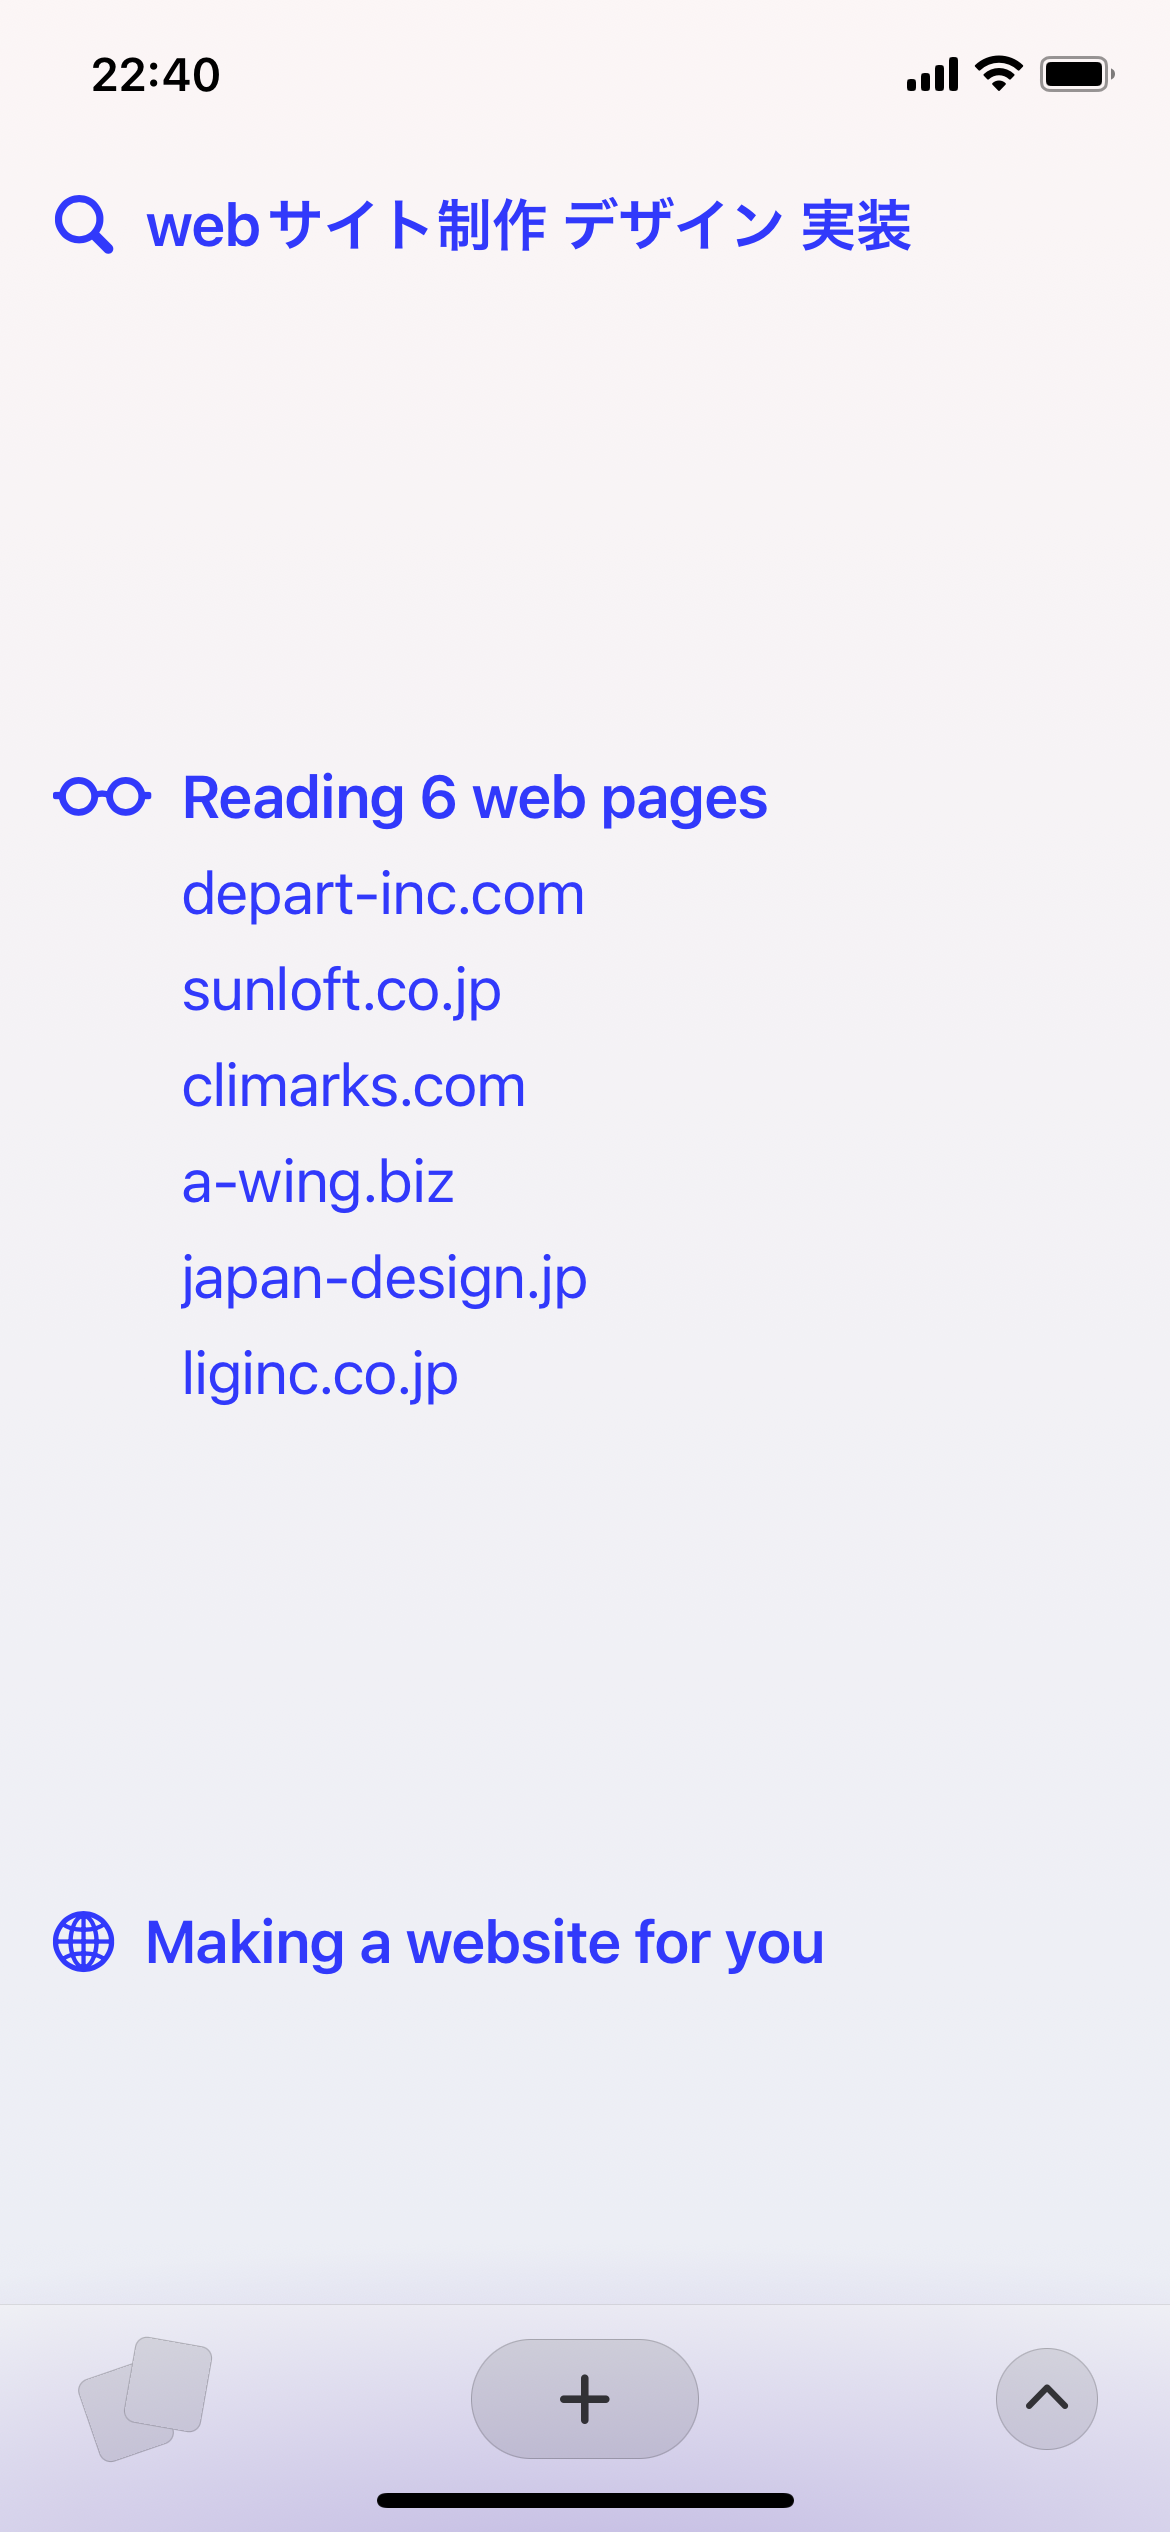 22:40
webサイト制作 デザイン 実装
Reading 6 web pages
depart-inc.com
sunloft.co.jp
climarks.com
a-wing.biz
japan-design.jp
liginc.co.jp
Making a website for you